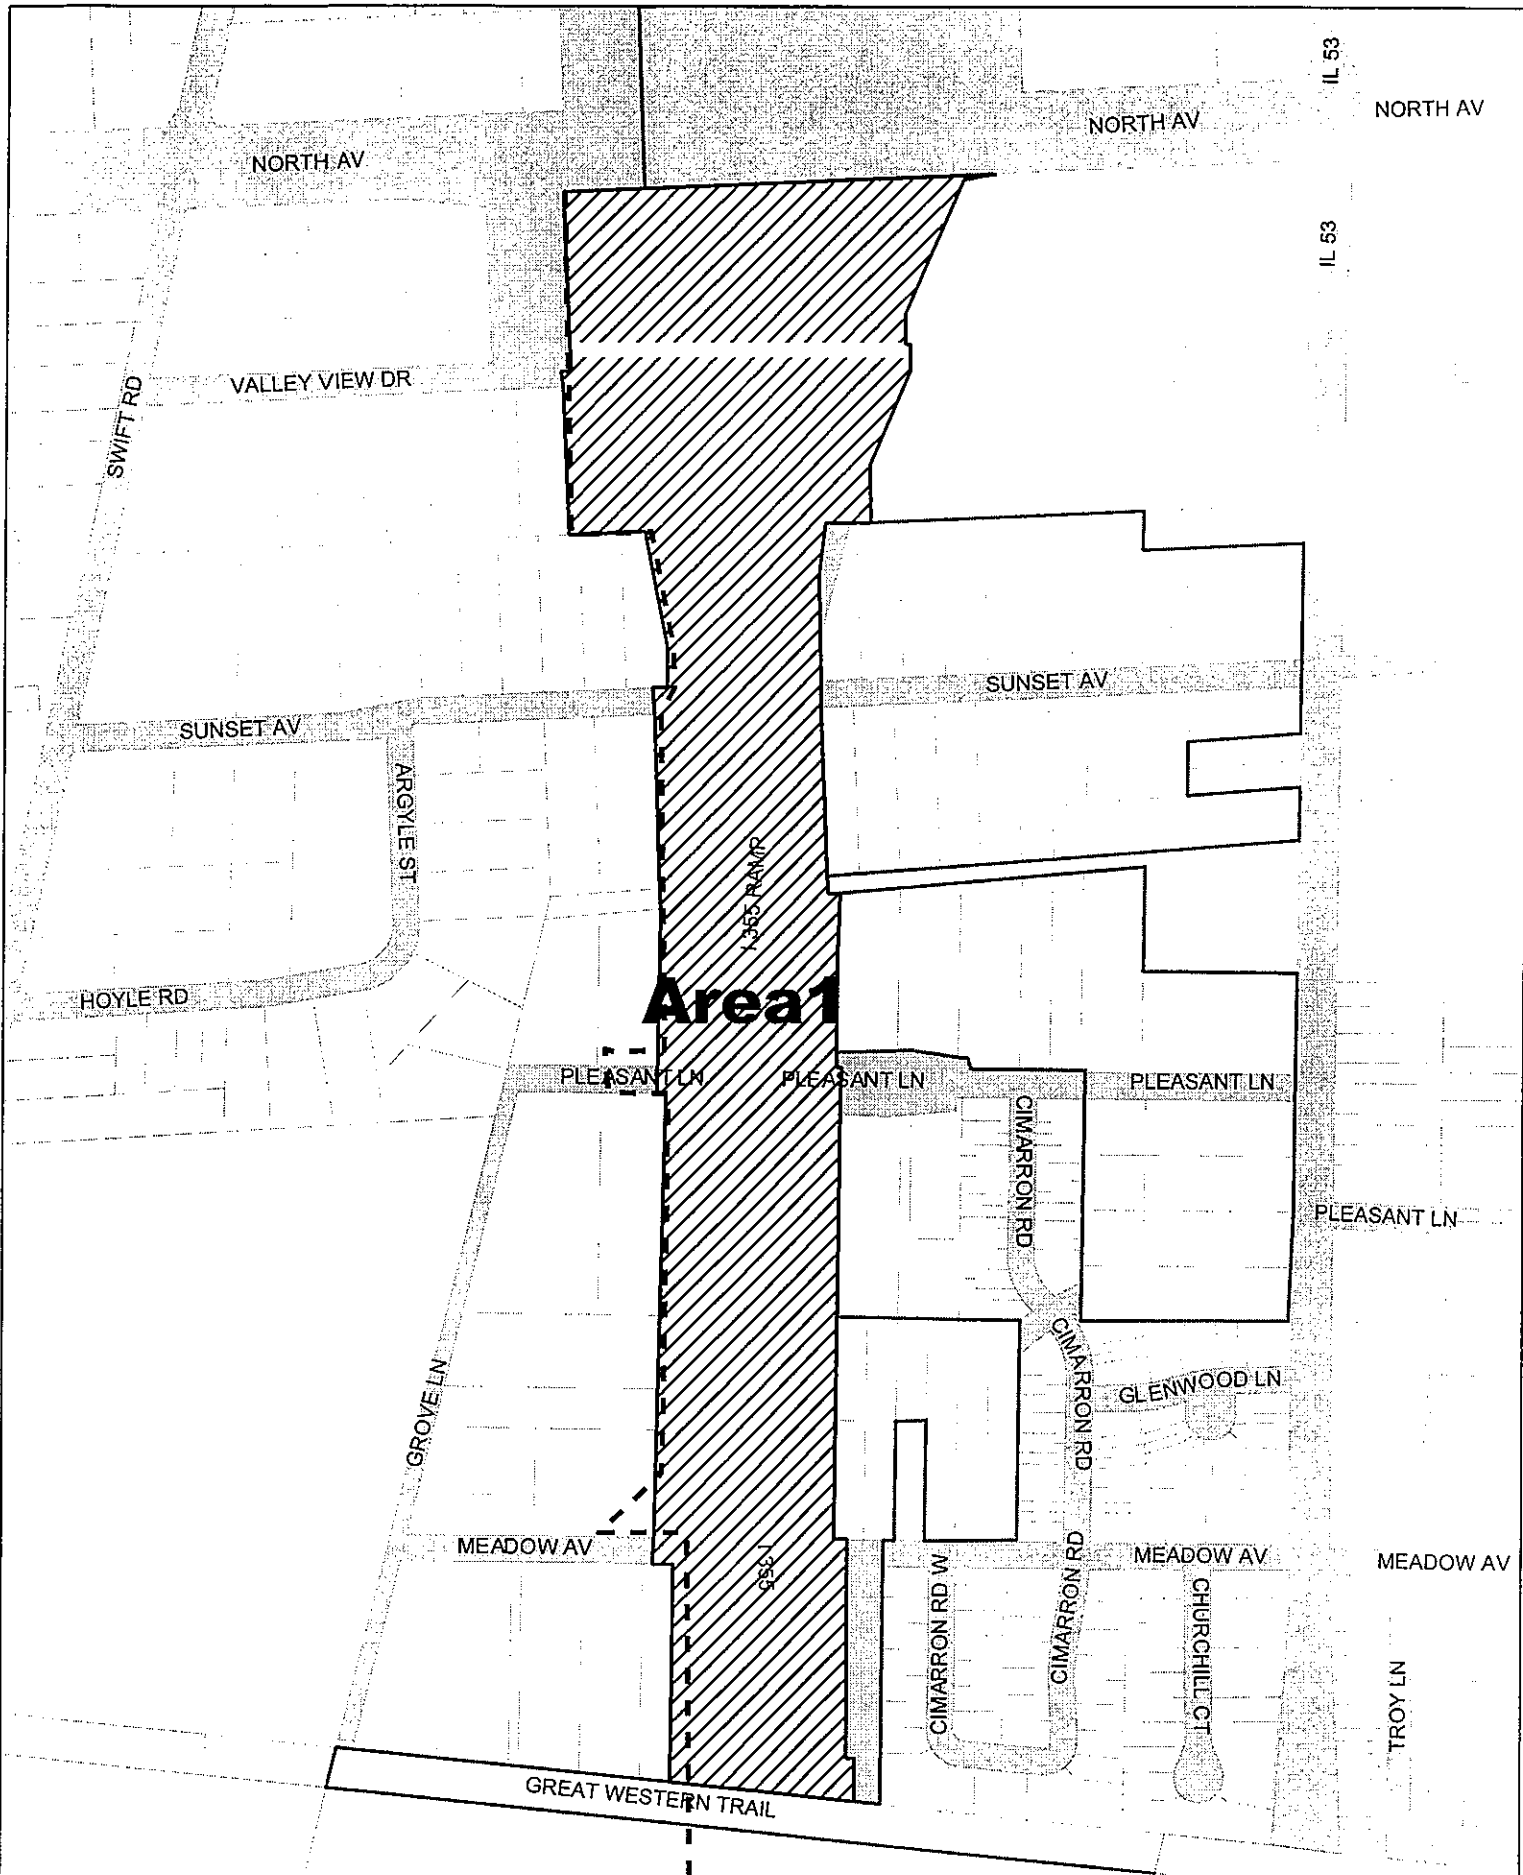 IL 53
NORTH AV
NORTH AV
NORTH AV
IL 53
VALLEY VIEW DR
SWIFT RD
SUNSET AV
SUNSET AV
ARGYLE ST
I-355 RAMP
HOYLE RD
Area1
PLEASANT LN
PLEASANT LN
PLEASANT LN
CIMARRON RD
PLEASANT LN
CIMARRON RD
GLENWOOD LN
GROVE LN
MEADOW AV
I-355
MEADOW AV
MEADOW AV
CIMARRON RD W
CIMARRON RD
CHURCHILL CT
TROY LN
GREAT WESTERN TRAIL